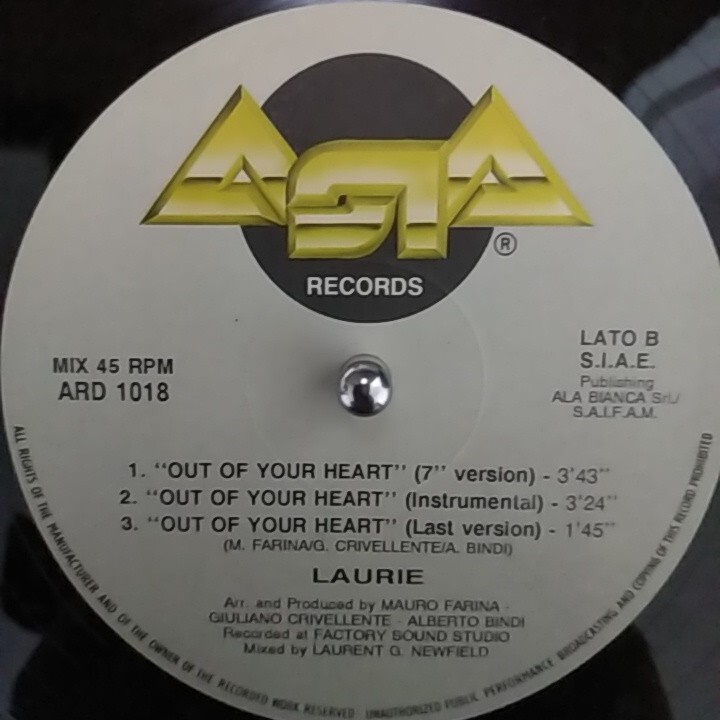 ASIA
®
RECORDS
MIX 45 RPM
ARD 1018
LATO B
S.I.A.E.
Publishing
ALA BIANCA Srl./
S.A.I.F.A.M.
1. "OUT OF YOUR HEART" (7" version) - 3'43"
2. "OUT OF YOUR HEART" (Instrumental) - 3'24"
3. "OUT OF YOUR HEART" (Last version) - 1'45"
(M. FARINA/G. CRIVELLENTE/A. BINDI)
LAURIE
Arr. and Produced by MAURO FARINA -
GIULIANO CRIVELLENTE - ALBERTO BINDI
Recorded at FACTORY SOUND STUDIO
Mixed by LAURENT G. NEWFIELD
ALL RIGHTS OF THE MANUFACTURER AND OF THE OWNER OF THE RECORDED WORK RESERVED - UNAUTHORIZED PUBLIC PERFORMANCE BROADCASTING AND COPYING OF THIS RECORD PROHIBITED